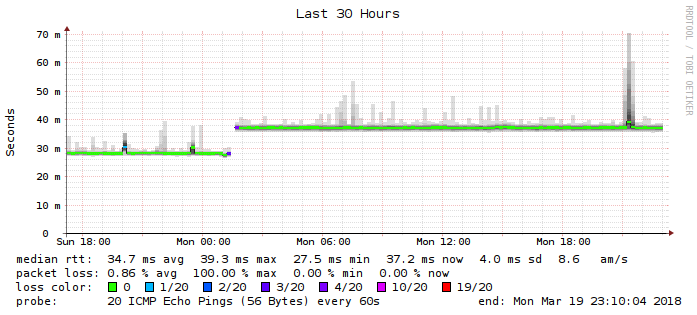 Last 30 Hours
RRDTOOL / TOBI OETIKER
Seconds
70 m
60 m
50 m
40 m
30 m
20 m
10 m
0
Sun 18:00 Mon 00:00 Mon 06:00 Mon 12:00 Mon 18:00
median rtt: 34.7 ms avg 39.3 ms max 27.5 ms min 37.2 ms now 4.0 ms sd 8.6 am/s
packet loss: 0.86 % avg 100.00 % max 0.00 % min 0.00 % now
loss color: 0 1/20 2/20 3/20 4/20 10/20 19/20
probe: 20 ICMP Echo Pings (56 Bytes) every 60s end: Mon Mar 19 23:10:04 2018